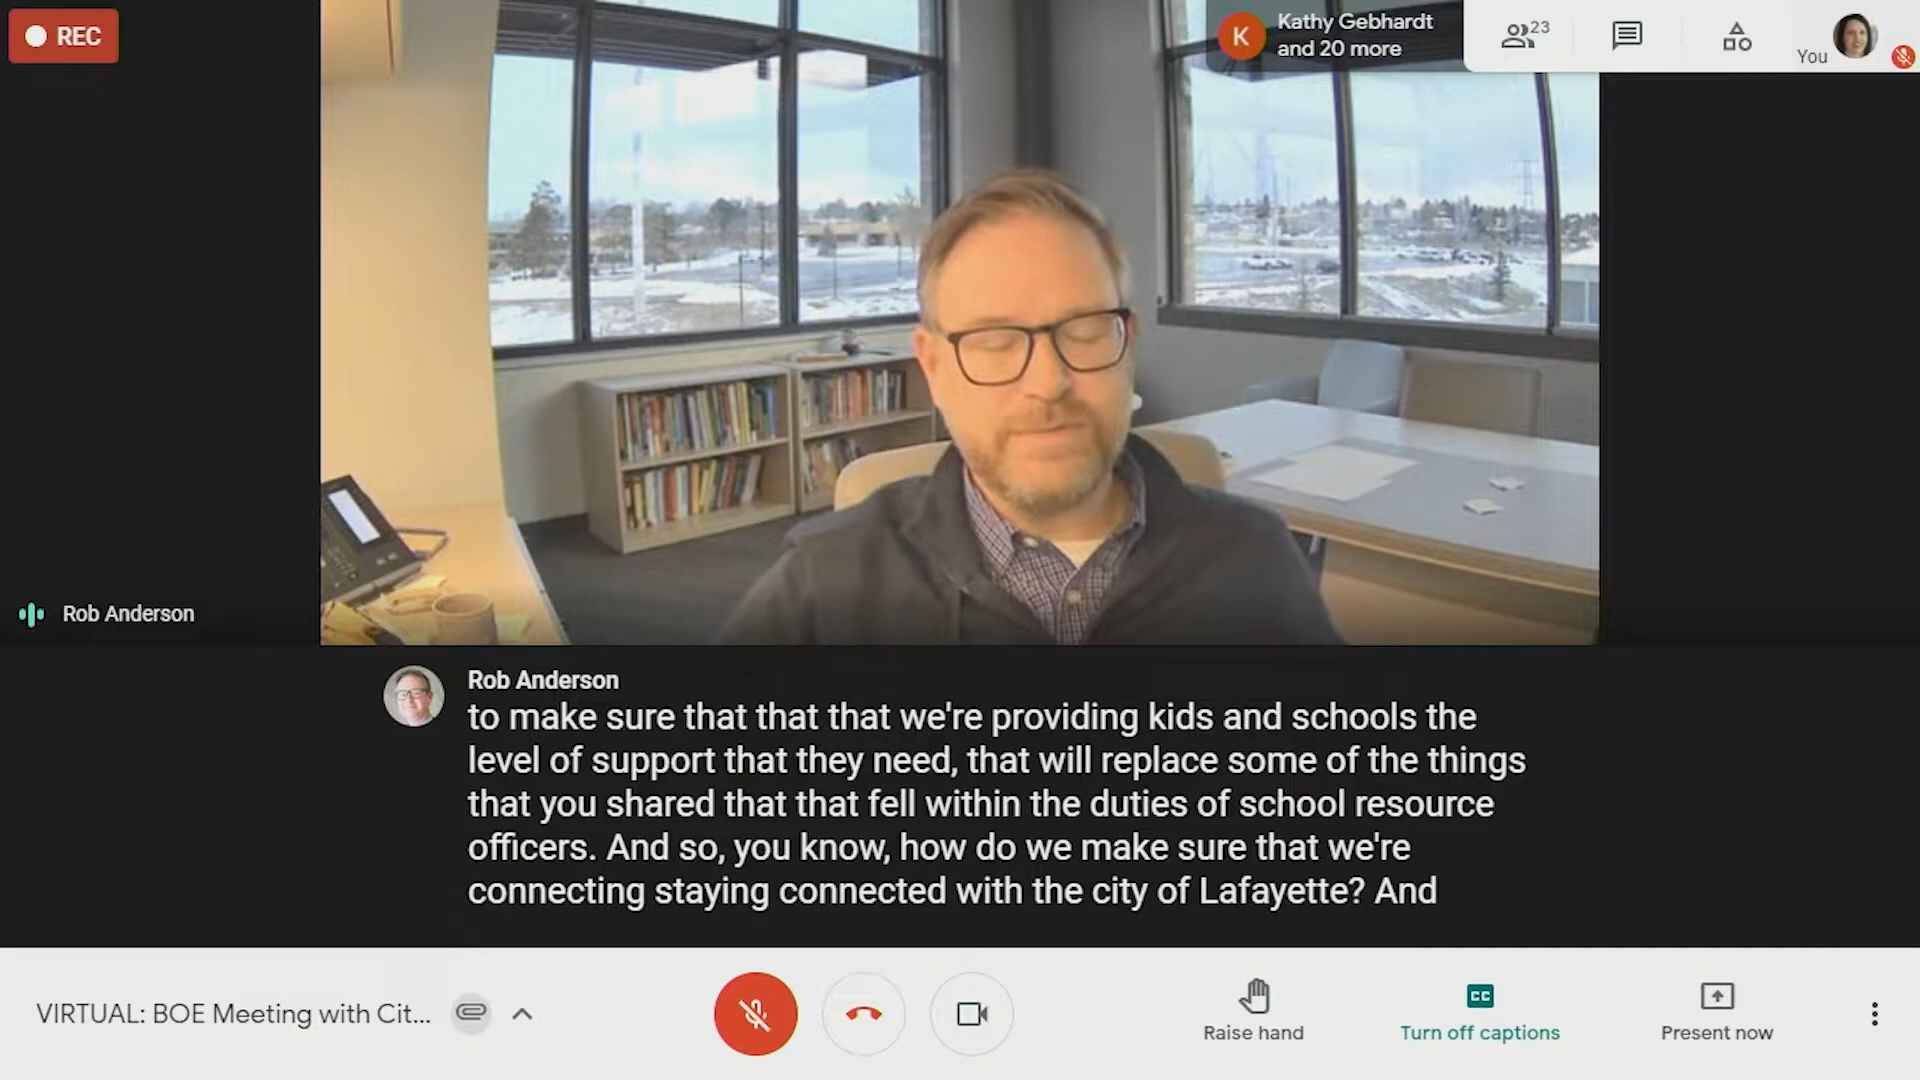 REC
Kathy Gebhardt
and 20 more
23
You
K
Rob Anderson
Rob Anderson
to make sure that that that we're providing kids and schools the
level of support that they need, that will replace some of the things
that you shared that that fell within the duties of school resource
officers. And so, you know, how do we make sure that we're
connecting staying connected with the city of Lafayette? And
VIRTUAL: BOE Meeting with Cit...
Raise hand
CC
Turn off captions
Present now